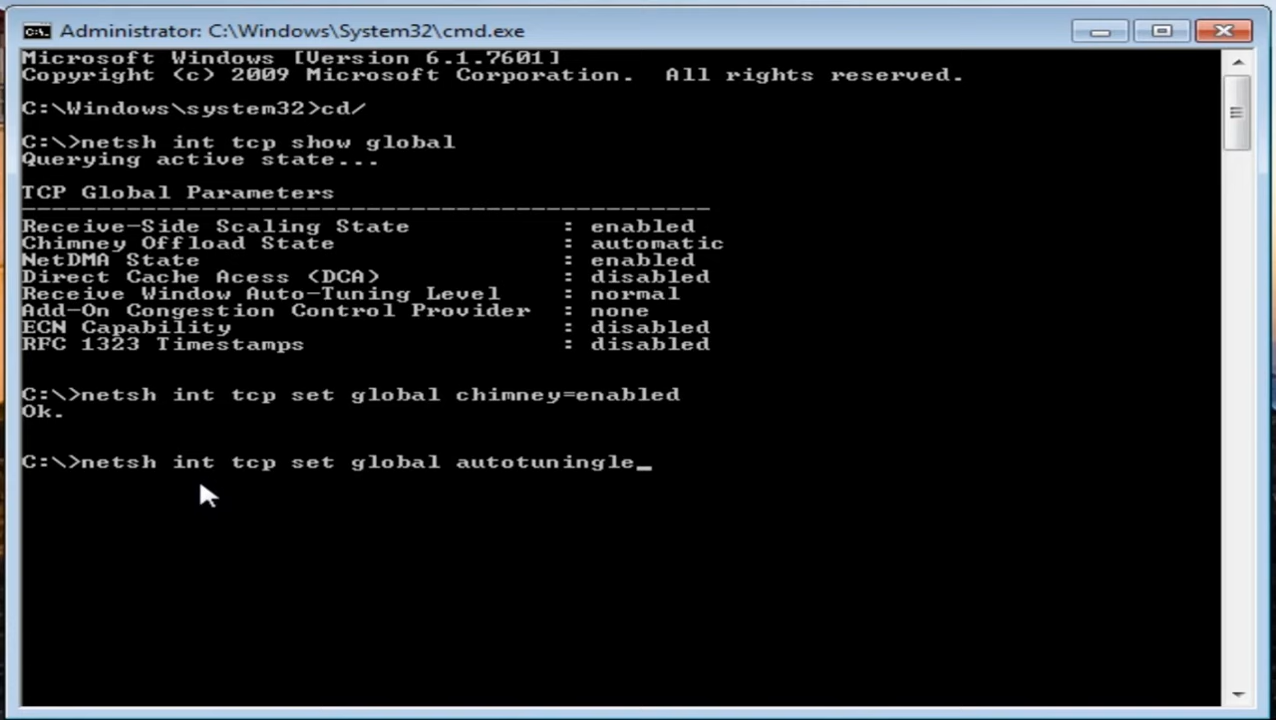 Administrator: C:\Windows\System32\cmd.exe
Microsoft Windows [Version 6.1.7601]
Copyright (c) 2009 Microsoft Corporation.  All rights reserved.
C:\Windows\system32>cd/
C:\>netsh int tcp show global
Querying active state...
TCP Global Parameters
----------------------------------------------
Receive-Side Scaling State          : enabled
Chimney Offload State               : automatic
NetDMA State                        : enabled
Direct Cache Acess (DCA)            : disabled
Receive Window Auto-Tuning Level    : normal
Add-On Congestion Control Provider  : none
ECN Capability                      : disabled
RFC 1323 Timestamps                 : disabled
C:\>netsh int tcp set global chimney=enabled
Ok.
C:\>netsh int tcp set global autotuningle_